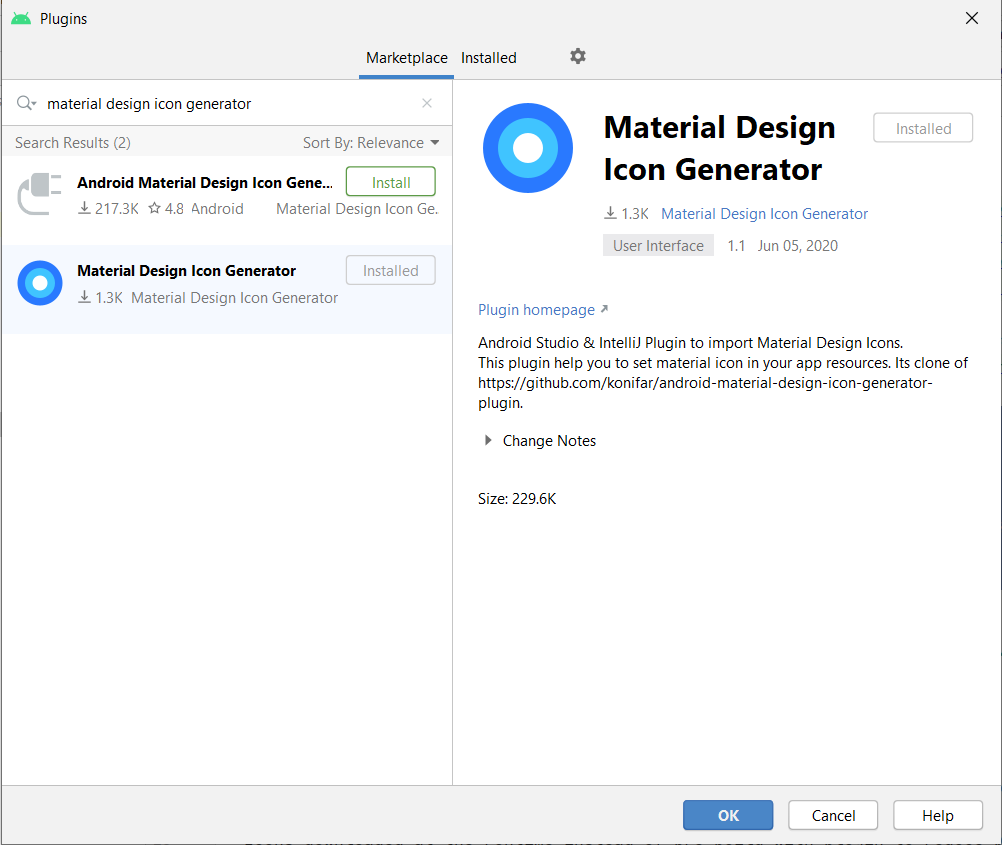 Plugins
Marketplace Installed
material design icon generator
Search Results (2) Sort By: Relevance
Android Material Design Icon Gene... Install
217.3K 4.8 Android Material Design Icon Ge.
Material Design Icon Generator Installed
1.3K Material Design Icon Generator
Material Design Installed
Icon Generator
1.3K Material Design Icon Generator
User Interface 1.1 Jun 05, 2020
Plugin homepage
Android Studio & IntelliJ Plugin to import Material Design Icons.
This plugin help you to set material icon in your app resources. Its clone of
https://github.com/konifar/android-material-design-icon-generator-
plugin.
Change Notes
Size: 229.6K
OK Cancel Help